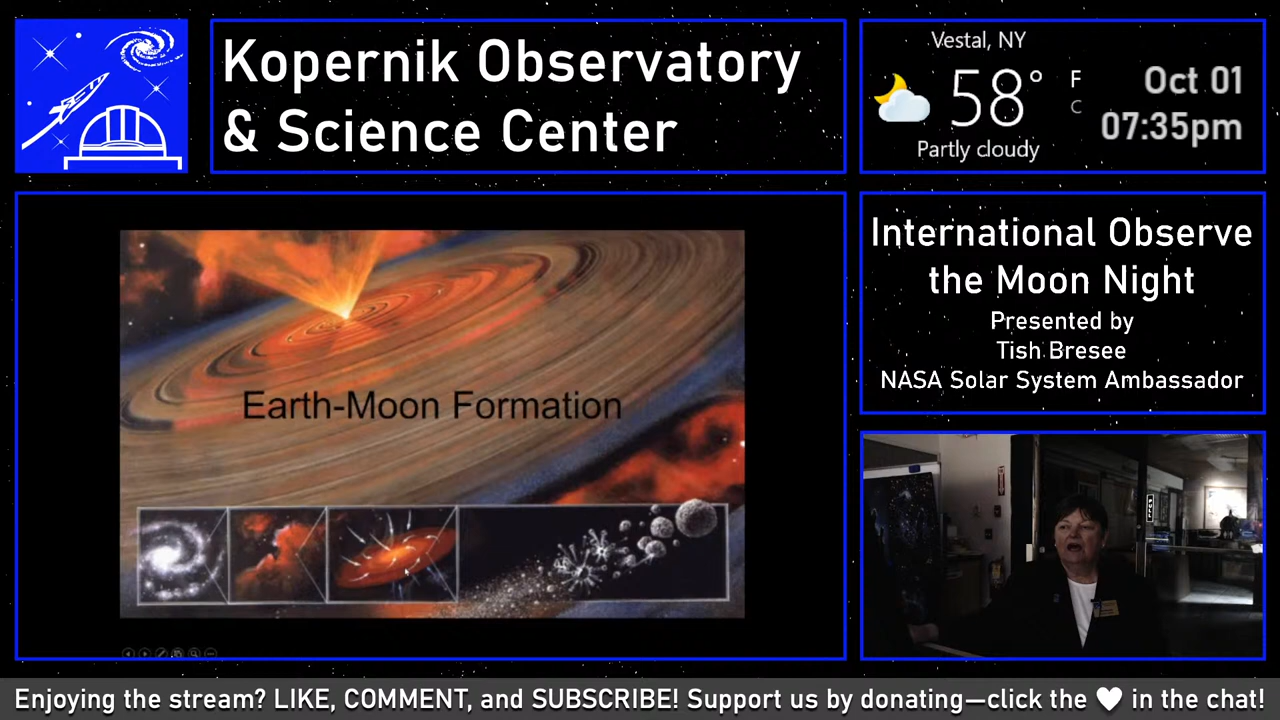 Kopernik Observatory
& Science Center
Vestal, NY
58° F
C
Partly cloudy
Oct 01
07:35pm
International Observe
the Moon Night
Presented by
Tish Bresee
NASA Solar System Ambassador
Earth-Moon Formation
PULL
Enjoying the stream? LIKE, COMMENT, and SUBSCRIBE! Support us by donating—click the ♥ in the chat!